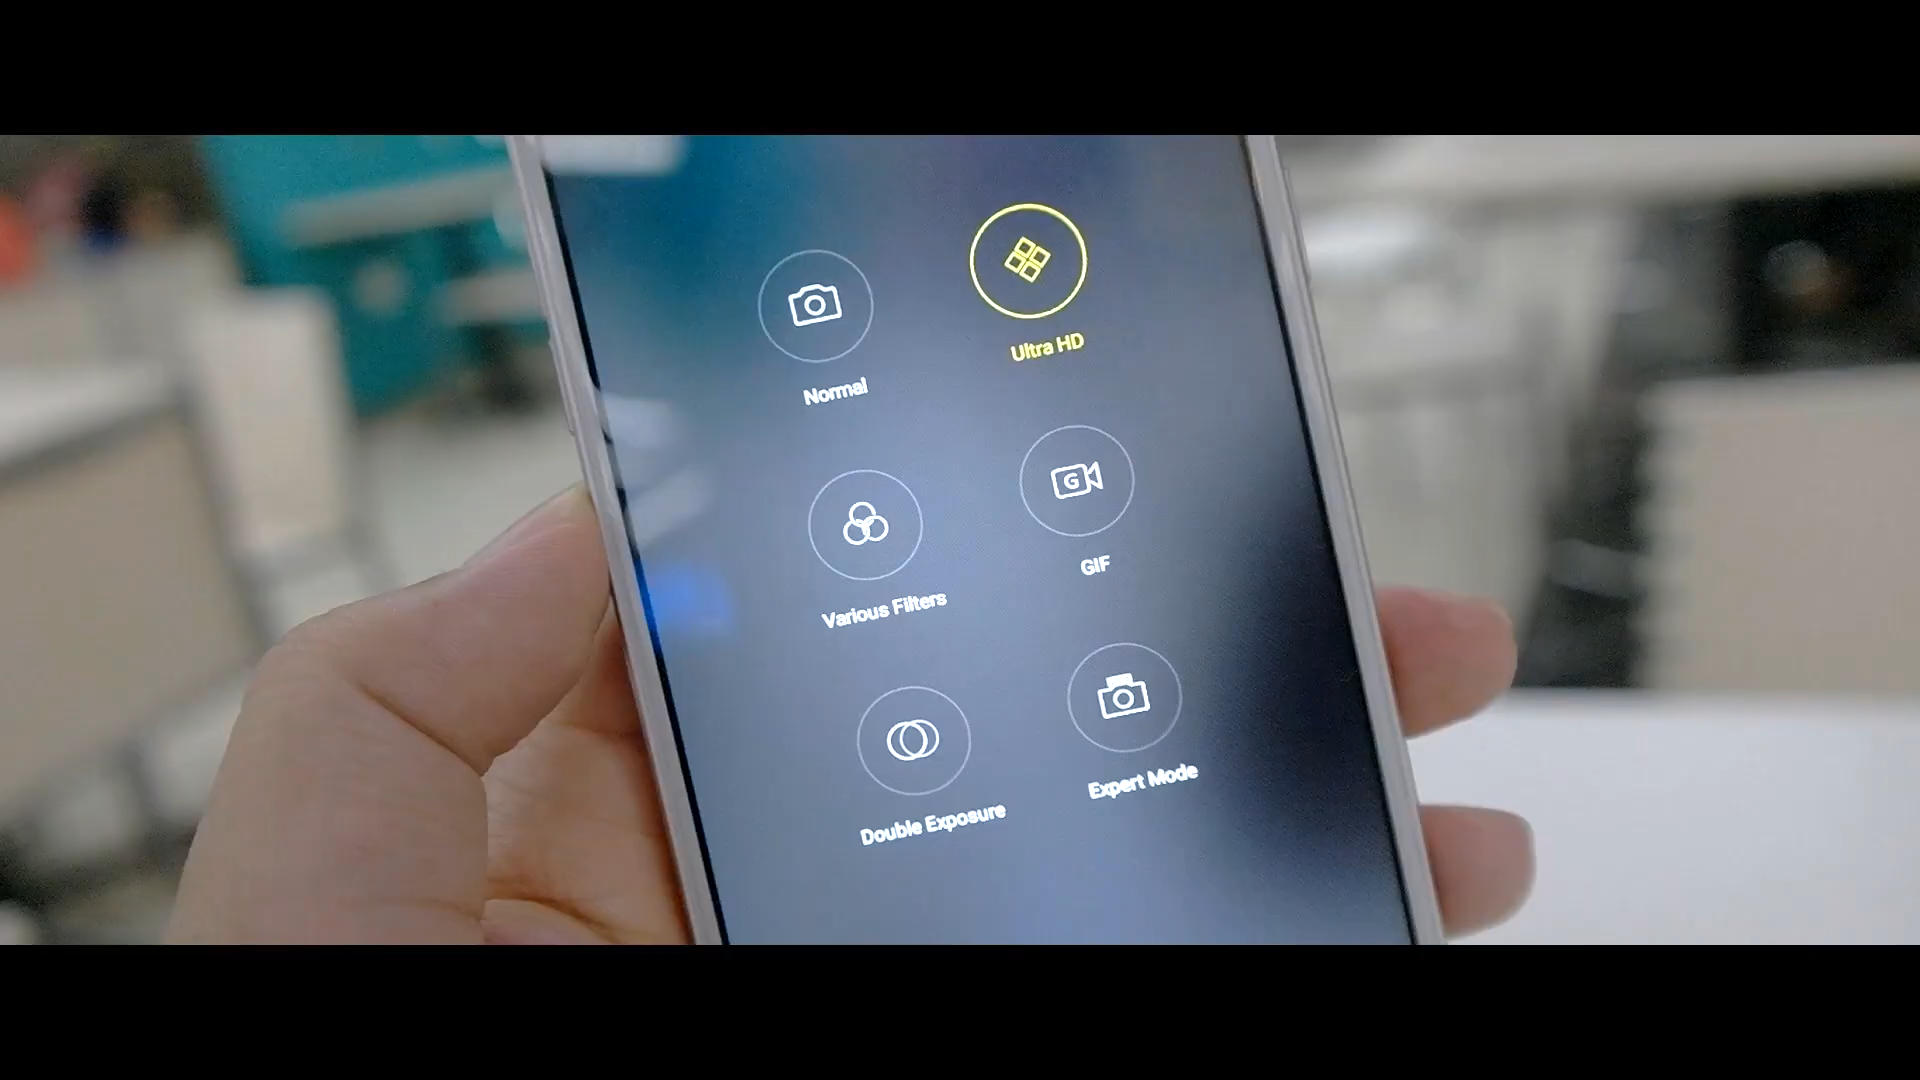 Normal
Ultra HD
Various Filters
G
GIF
Double Exposure
Expert Mode